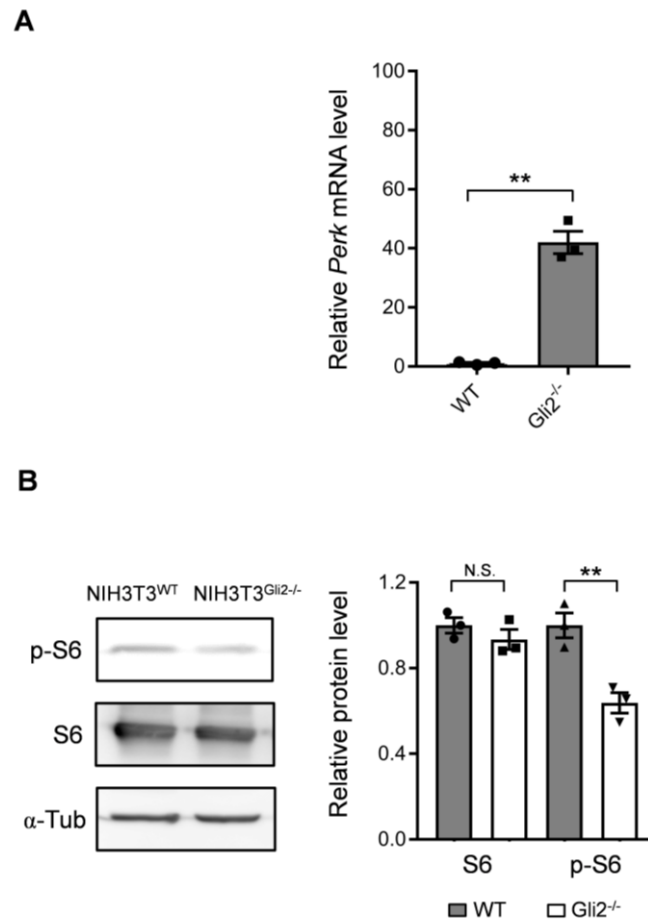 A
Relative Perk mRNA level
100
80
60
40
20
0
**
WT
Gli2-/-
B
NIH3T3WT NIH3T3Gli2-/-
p-S6
S6
α-Tub
Relative protein level
1.2
0.8
0.4
0.0
N.S.
**
S6 p-S6
WT Gli2-/-